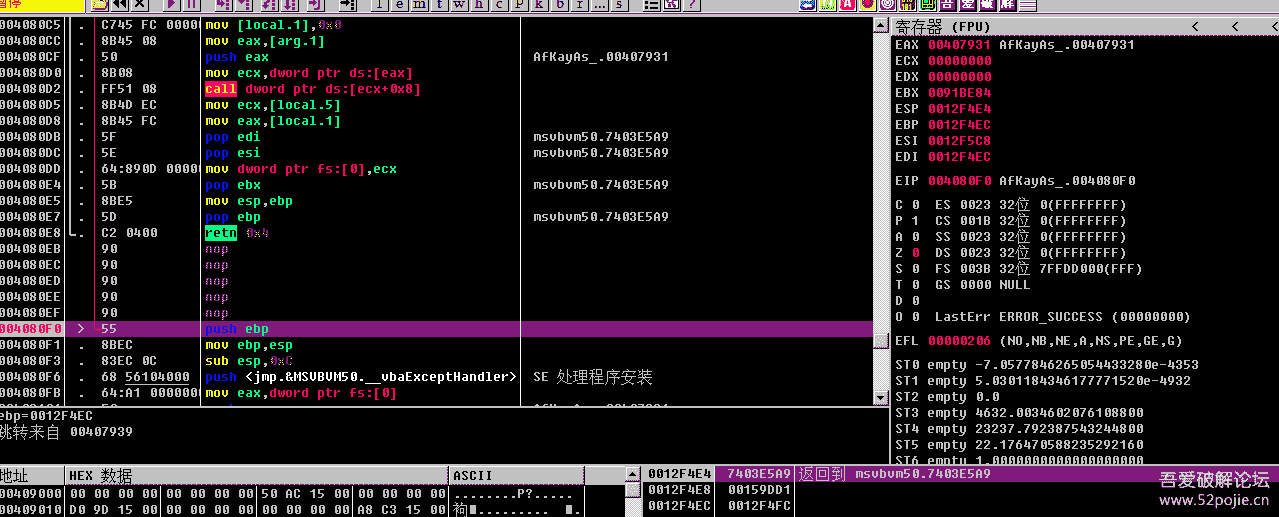 暂停
l e m t w h c P k b r ... s ?
吾 爱 破 解
004080C5 . C745 FC 00000 mov [local.1],0x0
004080CC . 8B45 08 mov eax,[arg.1]
004080CF . 50 push eax AfKayAs_.00407931
004080D0 . 8B08 mov ecx,dword ptr ds:[eax]
004080D2 . FF51 08 call dword ptr ds:[ecx+0x8]
004080D5 . 8B4D EC mov ecx,[local.5]
004080D8 . 8B45 FC mov eax,[local.1]
004080DB . 5F pop edi msvbvm50.7403E5A9
004080DC . 5E pop esi msvbvm50.7403E5A9
004080DD . 64:890D 00000 mov dword ptr fs:[0],ecx
004080E4 . 5B pop ebx msvbvm50.7403E5A9
004080E5 . 8BE5 mov esp,ebp
004080E7 . 5D pop ebp msvbvm50.7403E5A9
004080E8 . C2 0400 retn 0x4
004080EB 90 nop
004080EC 90 nop
004080ED 90 nop
004080EE 90 nop
004080EF 90 nop
004080F0 > 55 push ebp
004080F1 . 8BEC mov ebp,esp
004080F3 . 83EC 0C sub esp,0xC
004080F6 . 68 56104000 push <jmp.&MSVBVM50.__vbaExceptHandler> SE 处理程序安装
004080FB . 64:A1 000000 mov eax,dword ptr fs:[0]
ebp=0012F4EC
跳转来自 00407939
寄存器 (FPU) < < <
EAX 00407931 AfKayAs_.00407931
ECX 00000000
EDX 00000000
EBX 0091BE84
ESP 0012F4E4
EBP 0012F4EC
ESI 0012F5C8
EDI 0012F4EC
EIP 004080F0 AfKayAs_.004080F0
C 0 ES 0023 32位 0(FFFFFFFF)
P 1 CS 001B 32位 0(FFFFFFFF)
A 0 SS 0023 32位 0(FFFFFFFF)
Z 0 DS 0023 32位 0(FFFFFFFF)
S 0 FS 003B 32位 7FFDD000(FFF)
T 0 GS 0000 NULL
D 0
O 0 LastErr ERROR_SUCCESS (00000000)
EFL 00000206 (NO,NB,NE,A,NS,PE,GE,G)
ST0 empty -7.0577846265054433280e-4353
ST1 empty 5.0301184346177771520e-4932
ST2 empty 0.0
ST3 empty 4632.0034602076108800
ST4 empty 23237.792387543244800
ST5 empty 22.176470588235292160
ST6 empty 1.0000000000000000000
地址 HEX 数据 ASCII
00409000 00 00 00 00 00 00 00 00 50 AC 15 00 00 00 00 00 ........P?.....
00409010 D0 9D 15 00 00 00 00 00 00 00 00 C0 A8 C3 15 00
0012F4E4 7403E5A9 返回到 msvbvm50.7403E5A9
0012F4E8 00159DD1
0012F4EC 0012F4FC
吾爱破解论坛
www.52pojie.cn